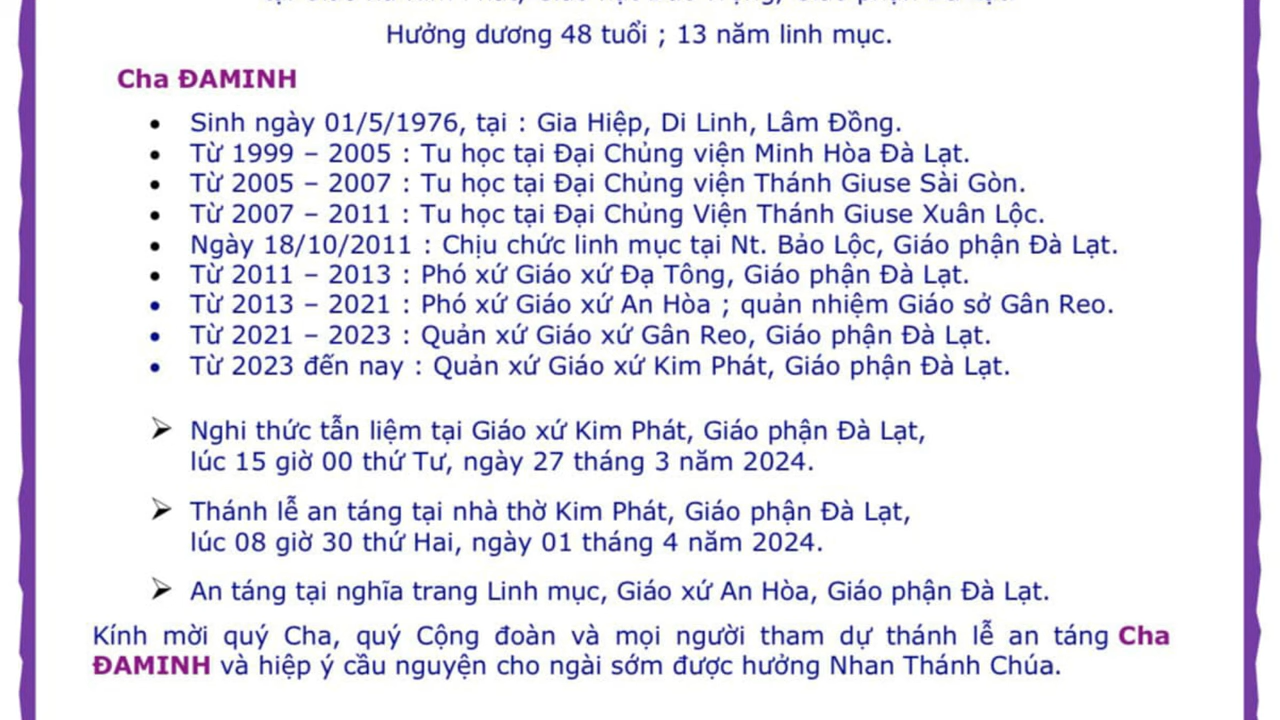 Hưởng dương 48 tuổi ; 13 năm linh mục.
Cha ĐAMINH
• Sinh ngày 01/5/1976, tại : Gia Hiệp, Di Linh, Lâm Đồng.
• Từ 1999 – 2005 : Tu học tại Đại Chủng viện Minh Hòa Đà Lạt.
• Từ 2005 – 2007 : Tu học tại Đại Chủng viện Thánh Giuse Sài Gòn.
• Từ 2007 – 2011 : Tu học tại Đại Chủng Viện Thánh Giuse Xuân Lộc.
• Ngày 18/10/2011 : Chịu chức linh mục tại Nt. Bảo Lộc, Giáo phận Đà Lạt.
• Từ 2011 – 2013 : Phó xứ Giáo xứ Đạ Tông, Giáo phận Đà Lạt.
• Từ 2013 – 2021 : Phó xứ Giáo xứ An Hòa ; quản nhiệm Giáo sở Gân Reo.
• Từ 2021 – 2023 : Quản xứ Giáo xứ Gân Reo, Giáo phận Đà Lạt.
• Từ 2023 đến nay : Quản xứ Giáo xứ Kim Phát, Giáo phận Đà Lạt.
➢ Nghi thức tẫn liệm tại Giáo xứ Kim Phát, Giáo phận Đà Lạt,
lúc 15 giờ 00 thứ Tư, ngày 27 tháng 3 năm 2024.
➢ Thánh lễ an táng tại nhà thờ Kim Phát, Giáo phận Đà Lạt,
lúc 08 giờ 30 thứ Hai, ngày 01 tháng 4 năm 2024.
➢ An táng tại nghĩa trang Linh mục, Giáo xứ An Hòa, Giáo phận Đà Lạt.
Kính mời quý Cha, quý Cộng đoàn và mọi người tham dự thánh lễ an táng Cha
ĐAMINH và hiệp ý cầu nguyện cho ngài sớm được hưởng Nhan Thánh Chúa.